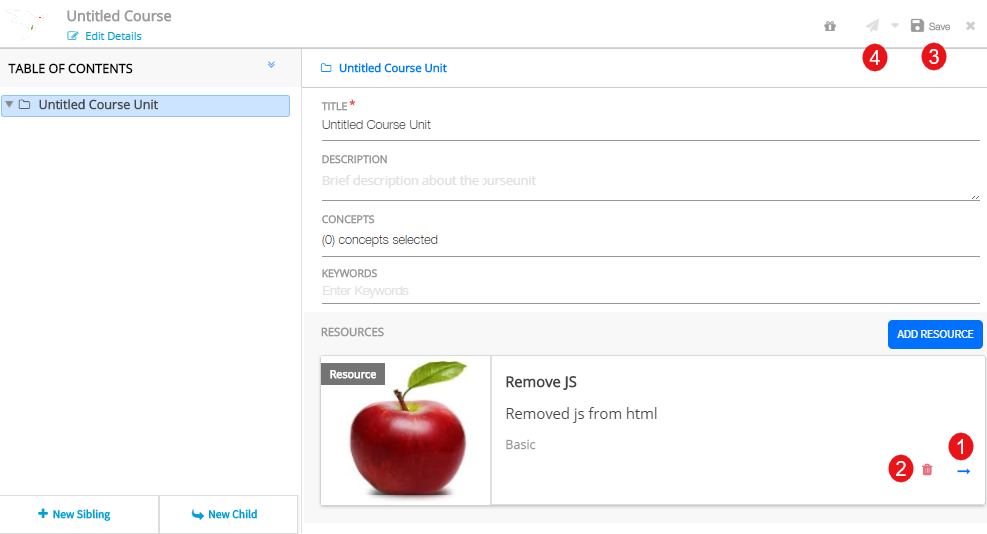 Untitled Course
Edit Details
4
Save
3
TABLE OF CONTENTS
Untitled Course Unit
Untitled Course Unit
TITLE *
Untitled Course Unit
DESCRIPTION
Brief description about the ourseunit
CONCEPTS
(0) concepts selected
KEYWORDS
Enter Keywords
RESOURCES
ADD RESOURCE
Resource
Remove JS
Removed js from html
Basic
1
2
+ New Sibling
New Child